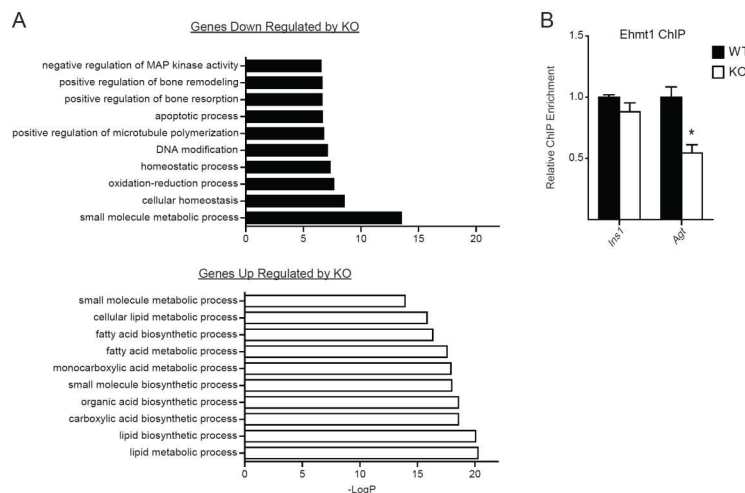 A
Genes Down Regulated by KO
negative regulation of MAP kinase activity
positive regulation of bone remodeling
positive regulation of bone resorption
apoptotic process
positive regulation of microtubule polymerization
DNA modification
homeostatic process
oxidation-reduction process
cellular homeostasis
small molecule metabolic process
0 5 10 15 20
Genes Up Regulated by KO
small molecule metabolic process
cellular lipid metabolic process
fatty acid biosynthetic process
fatty acid metabolic process
monocarboxylic acid metabolic process
small molecule biosynthetic process
organic acid biosynthetic process
carboxylic acid biosynthetic process
lipid biosynthetic process
lipid metabolic process
0 5 10 15 20
-LogP
B
Ehmt1 ChIP
WT
KO
Relative ChIP Enrichment
1.5
1.0
0.5
*
Ins1
Agt